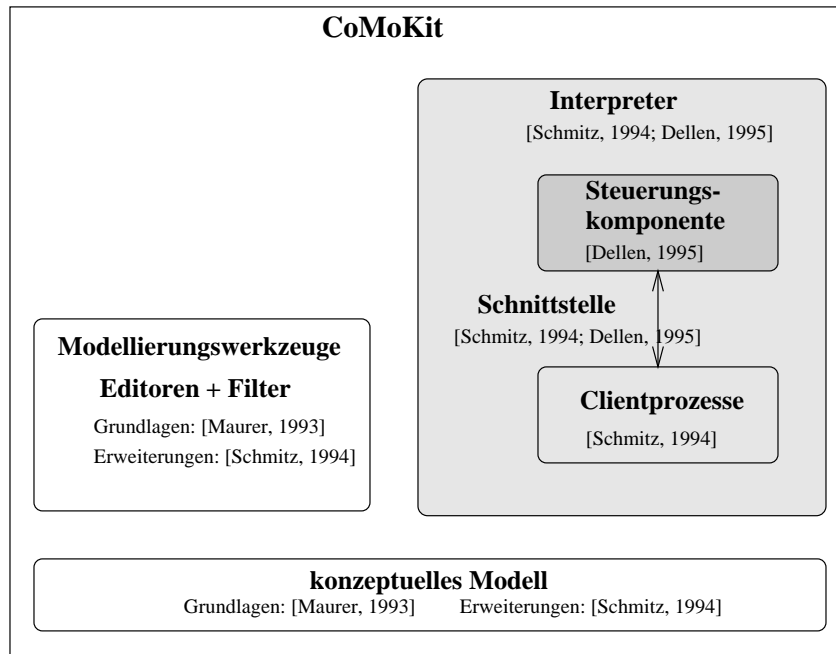 CoMoKit
Interpreter
[Schmitz, 1994; Dellen, 1995]
Steuerungs-
komponente
[Dellen, 1995]
Schnittstelle
[Schmitz, 1994; Dellen, 1995]
Clientprozesse
[Schmitz, 1994]
Modellierungswerkzeuge
Editoren + Filter
Grundlagen: [Maurer, 1993]
Erweiterungen: [Schmitz, 1994]
konzeptuelles Modell
Grundlagen: [Maurer, 1993] Erweiterungen: [Schmitz, 1994]